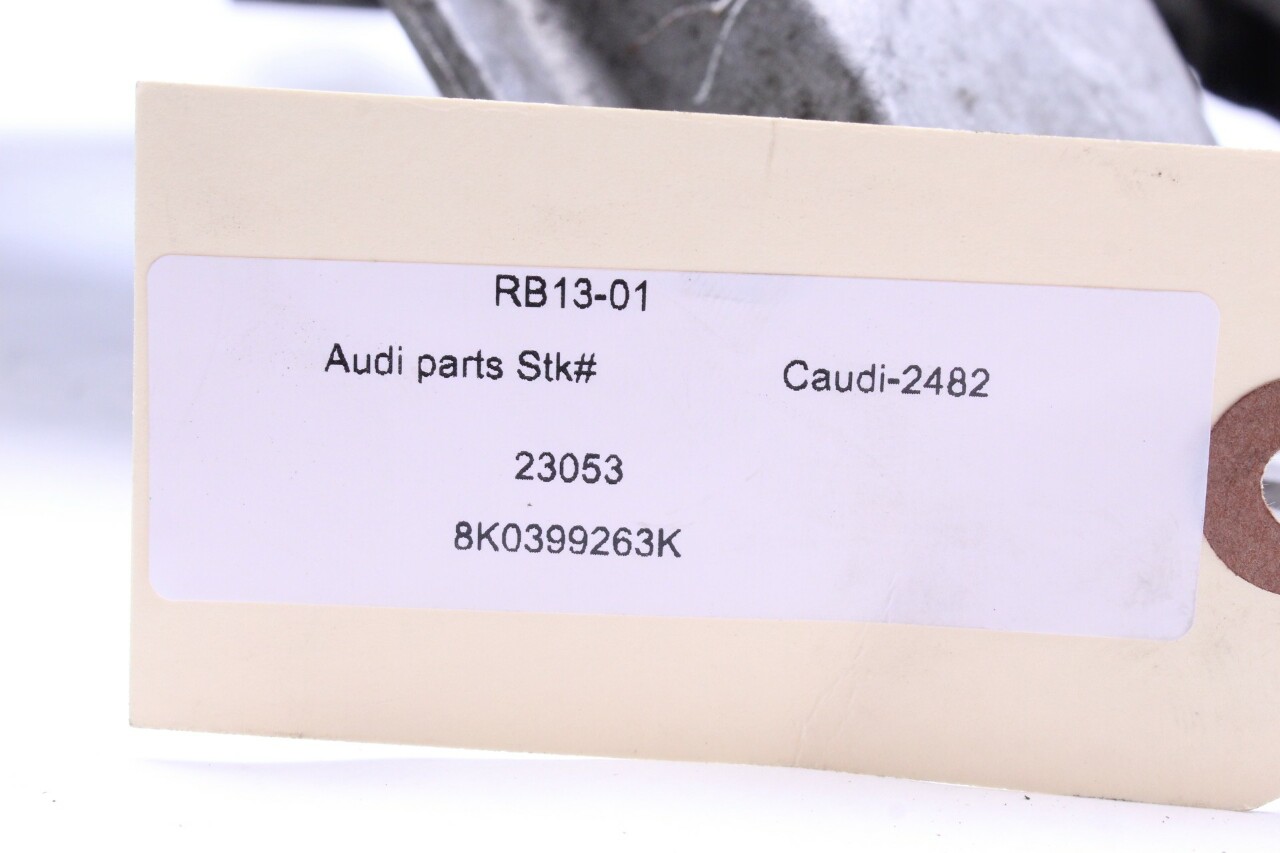 RB13-01
Audi parts Stk# Caudi-2482
23053
8K0399263K